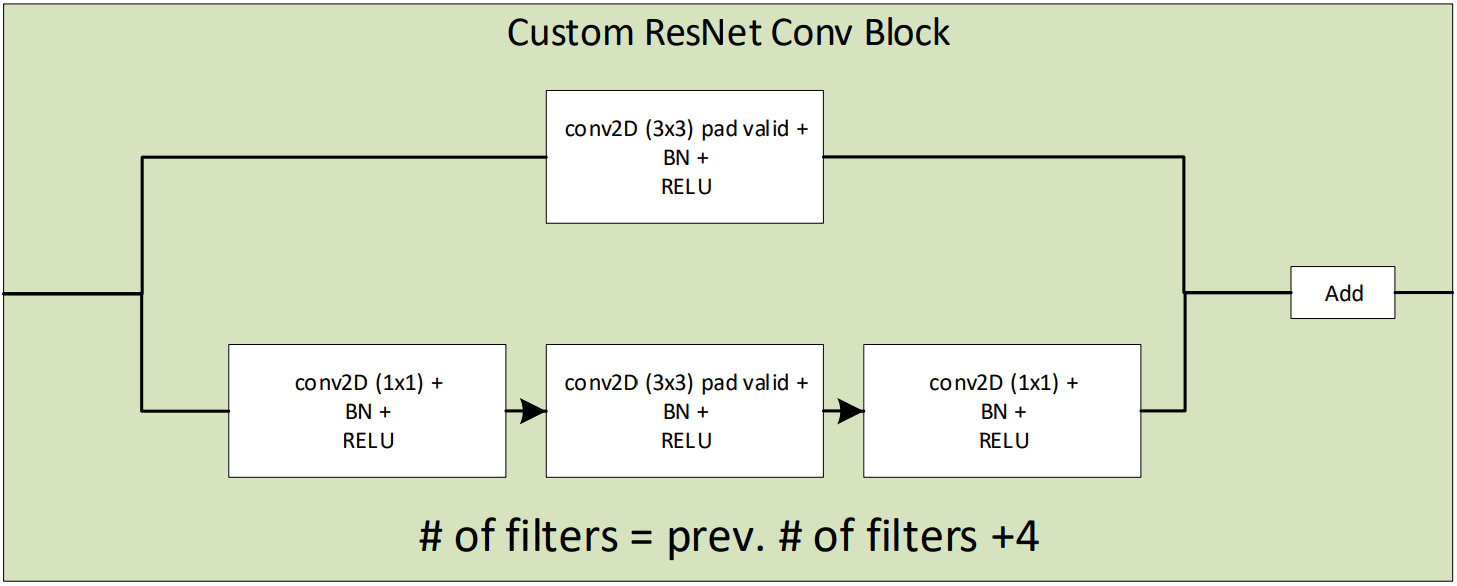 Custom ResNet Conv Block
conv2D (3x3) pad valid +
BN +
RELU
Add
conv2D (1x1) +
BN +
RELU
conv2D (3x3) pad valid +
BN +
RELU
conv2D (1x1) +
BN +
RELU
# of filters = prev. # of filters +4